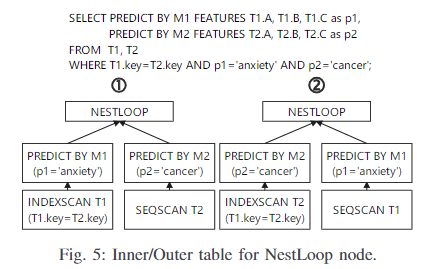 SELECT PREDICT BY M1 FEATURES T1.A, T1.B, T1.C as p1,
PREDICT BY M2 FEATURES T2.A, T2.B, T2.C as p2
FROM T1, T2
WHERE T1.key=T2.key AND p1='anxiety' AND p2='cancer';
① ②
NESTLOOP NESTLOOP
PREDICT BY M1 PREDICT BY M2 PREDICT BY M2 PREDICT BY M1
(p1='anxiety') (p2='cancer') (p2='cancer') (p1='anxiety')
INDEXSCAN T1 SEQSCAN T2 INDEXSCAN T2 SEQSCAN T1
(T1.key=T2.key) (T1.key=T2.key)
Fig. 5: Inner/Outer table for NestLoop node.